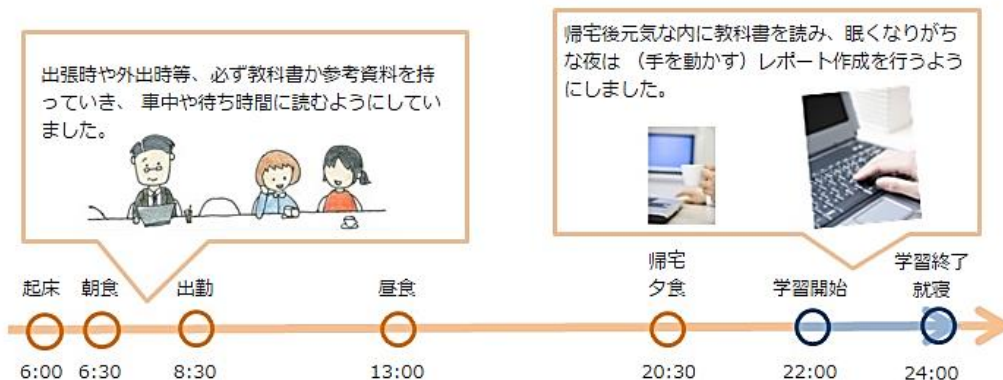 出張時や外出時等、必ず教科書か参考資料を持
っていき、 車中や待ち時間に読むようにしてい
ました。
帰宅後元気な内に教科書を読み、眠くなりがち
な夜は （手を動かす）レポート作成を行うよう
にしました。
起床 朝食 出勤 昼食 帰宅
夕食 学習開始 学習終了
就寝
6:00 6:30 8:30 13:00 20:30 22:00 24:00